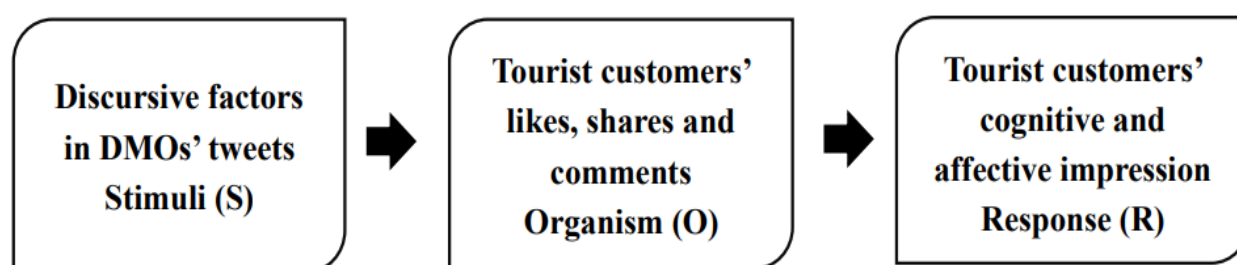 Discursive factors
in DMOs’ tweets
Stimuli (S)
Tourist customers’
likes, shares and
comments
Organism (O)
Tourist customers’
cognitive and
affective impression
Response (R)